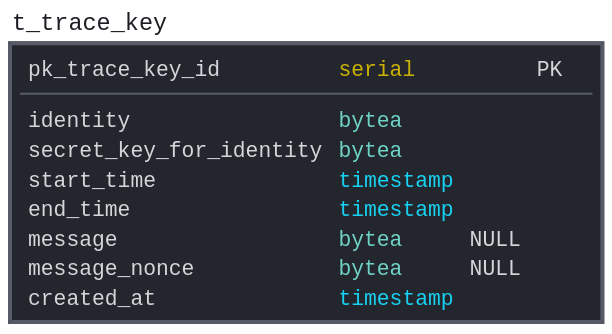 t_trace_key
pk_trace_key_id serial PK
identity bytea
secret_key_for_identity bytea
start_time timestamp
end_time timestamp
message bytea NULL
message_nonce bytea NULL
created_at timestamp